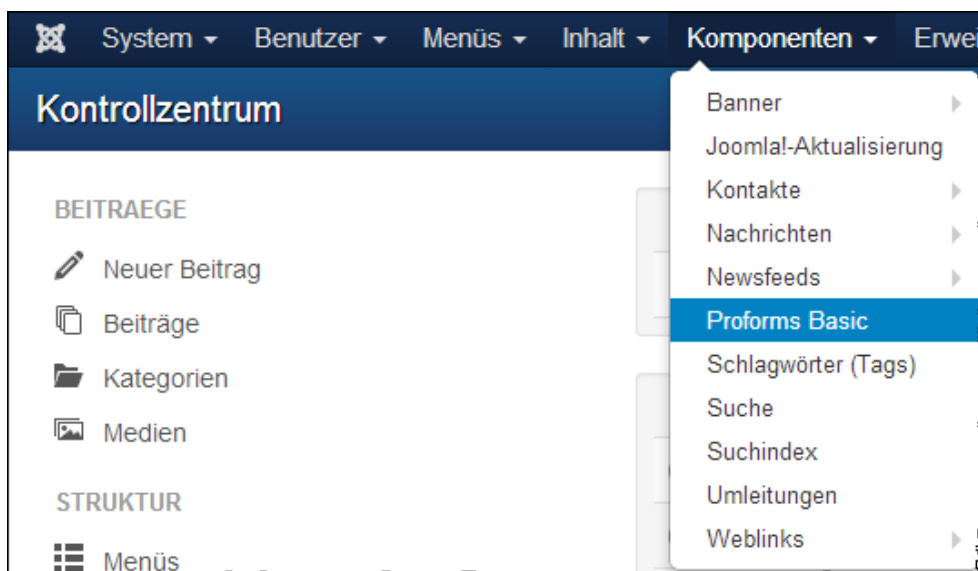 System Benutzer Menüs Inhalt Komponenten
Kontrollzentrum
BEITRAEGE
Neuer Beitrag
Beiträge
Kategorien
Medien
STRUKTUR
Menüs
Banner
Joomla!-Aktualisierung
Kontakte
Nachrichten
Newsfeeds
Proforms Basic
Schlagwörter (Tags)
Suche
Suchindex
Umleitungen
Weblinks